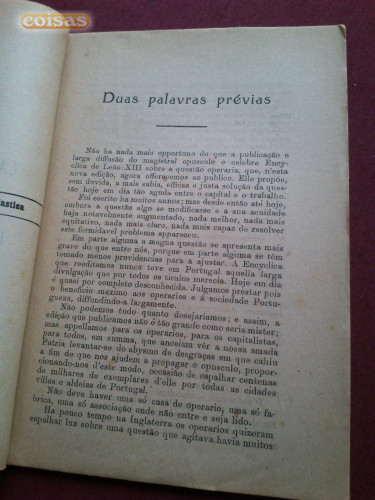 coisas
Duas palavras prévias
Não ha nada mais opportuno do que a publicação e
larga diffusão do magistral opusculo e celebre Ency-
clica de Leão XIII sobre a questão operaria, que, n'esta
nova edição, agora offerecemos ao publico. Elle propõe,
sem duvida, a mais sabia, efficaz e justa solução da ques-
tão hoje em dia tão aguda entre o capital e o trabalho.
Foi escrito ha muitos annos; mas desde então até hoje,
embora a questão algo se modificasse e a sua acuidade
haja notavelmente augmentado, nada melhor, nada mais
equitativo, nada mais claro, nada mais capaz de resolver
este formidavel problema appareceu.
Em parte alguma a magna questão se apresenta mais
grave do que entre nós, porque em parte alguma se têm
tomado menos providencias para a ajustar. A Encyclica
que reeditamos nunca teve em Portugal aquella larga
divulgação que por todos os titulos merecia. Hoje em dia
é quasi por completo desconhecida. Julgamos prestar pois
o beneficio maximo aos operarios e á sociedade Portu-
gueza, diffundindo-a largamente.
Não podemos tudo quanto desejariamos; e assim, a
edição que publicamos não é tão grande como seria mister;
mas appellamos para os operarios, para os capitalistas,
para todos, em summa, que anceiam vêr a nossa amada
Patria levantar-se do abysmo de desgraças em que cahiu
a fim de que nos ajudem a propagar o opusculo, propor-
cionando-nos d'este modo, occasião de espalhar centenas
de milhares de exemplares d'elle por todas as cidades
villas e aldeias de Portugal.
Não deve haver uma só casa de operario, uma só fa-
brica, uma só associação onde não entre e seja lido.
Ha pouco tempo na Inglaterra os operarios quizeram
espalhar luz sobre uma questão que agitava havia muitos